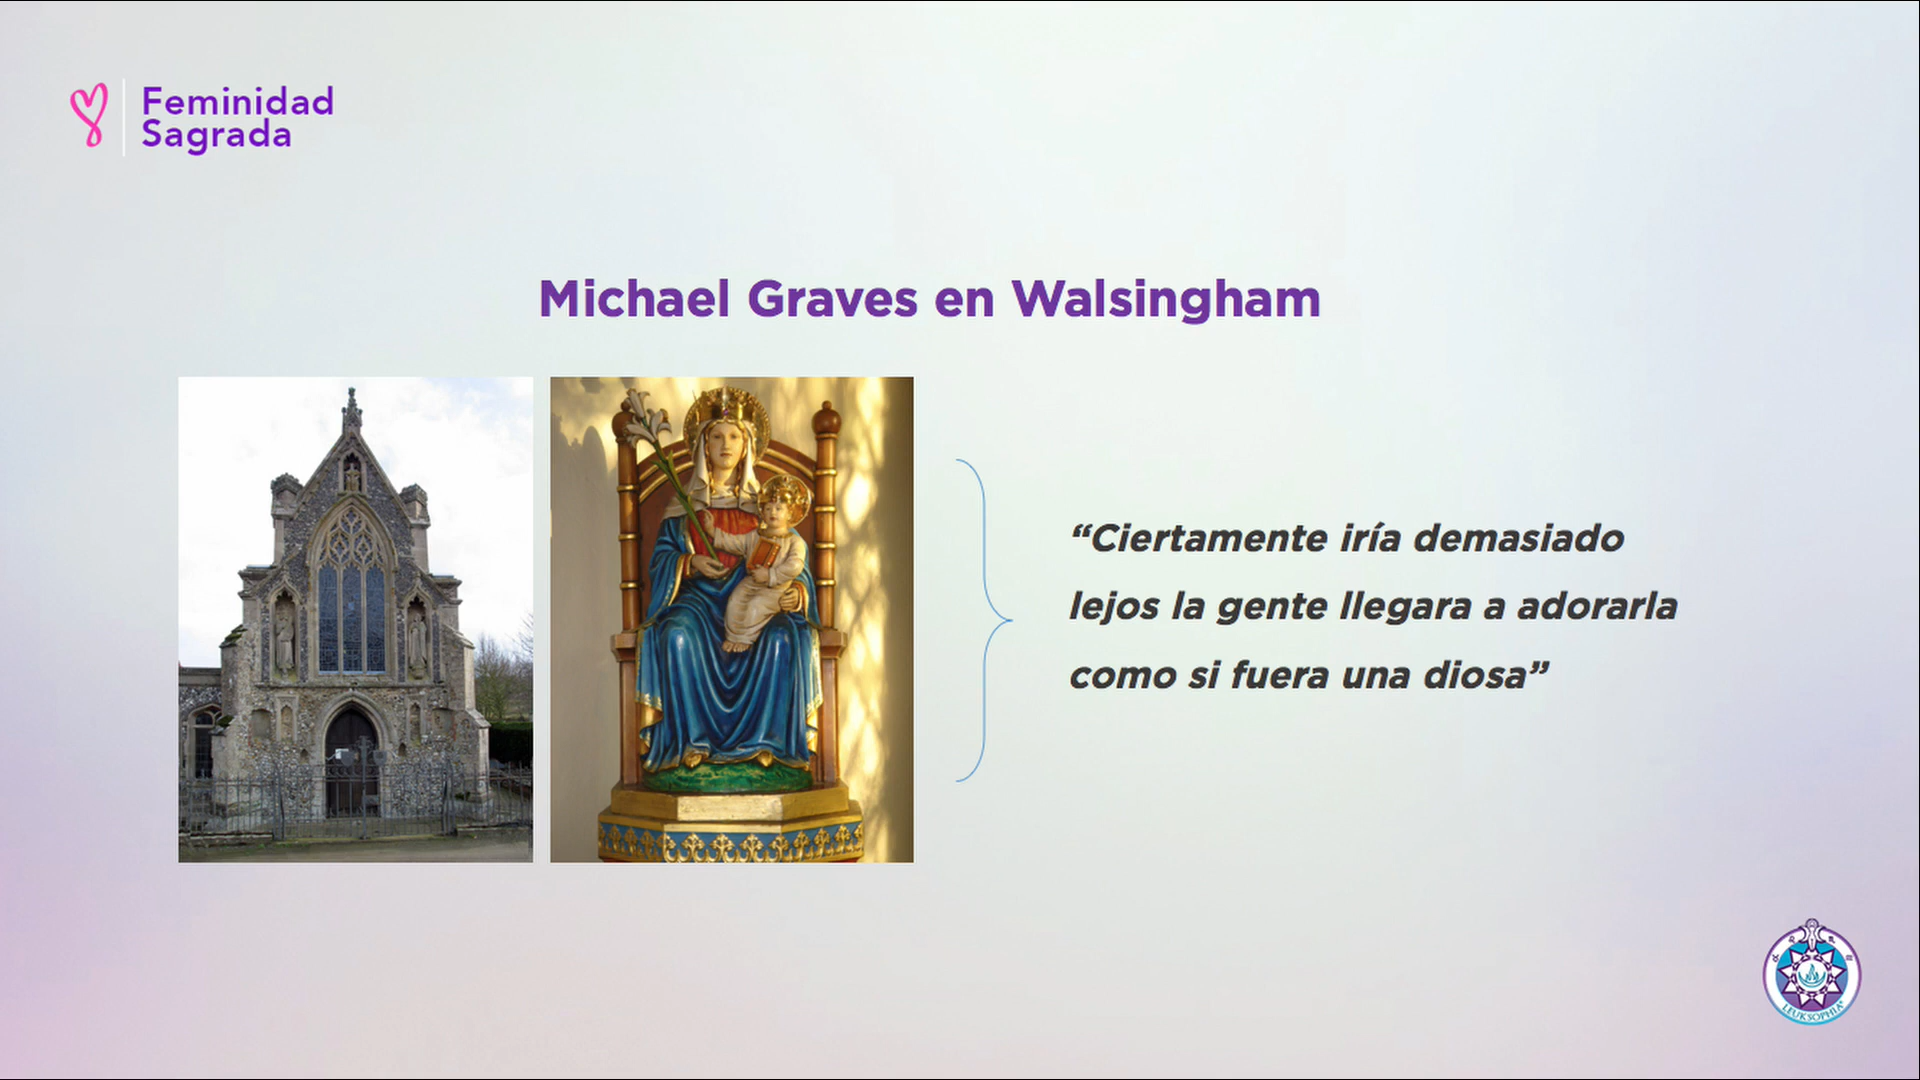 Feminidad
Sagrada
Michael Graves en Walsingham
“Ciertamente iría demasiado
lejos la gente llegara a adorarla
como si fuera una diosa”
LEUKSOPHIA